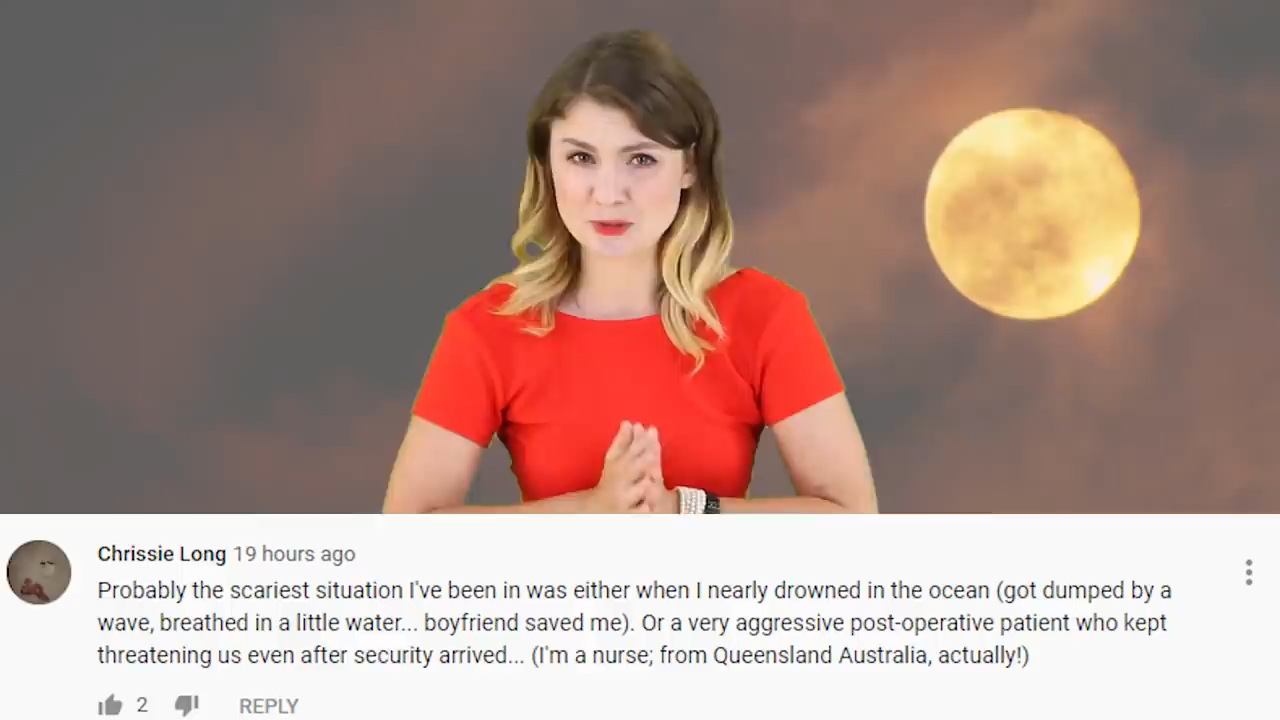 Chrissie Long 19 hours ago
Probably the scariest situation I've been in was either when I nearly drowned in the ocean (got dumped by a
wave, breathed in a little water... boyfriend saved me). Or a very aggressive post-operative patient who kept
threatening us even after security arrived... (I'm a nurse; from Queensland Australia, actually!)
2 REPLY